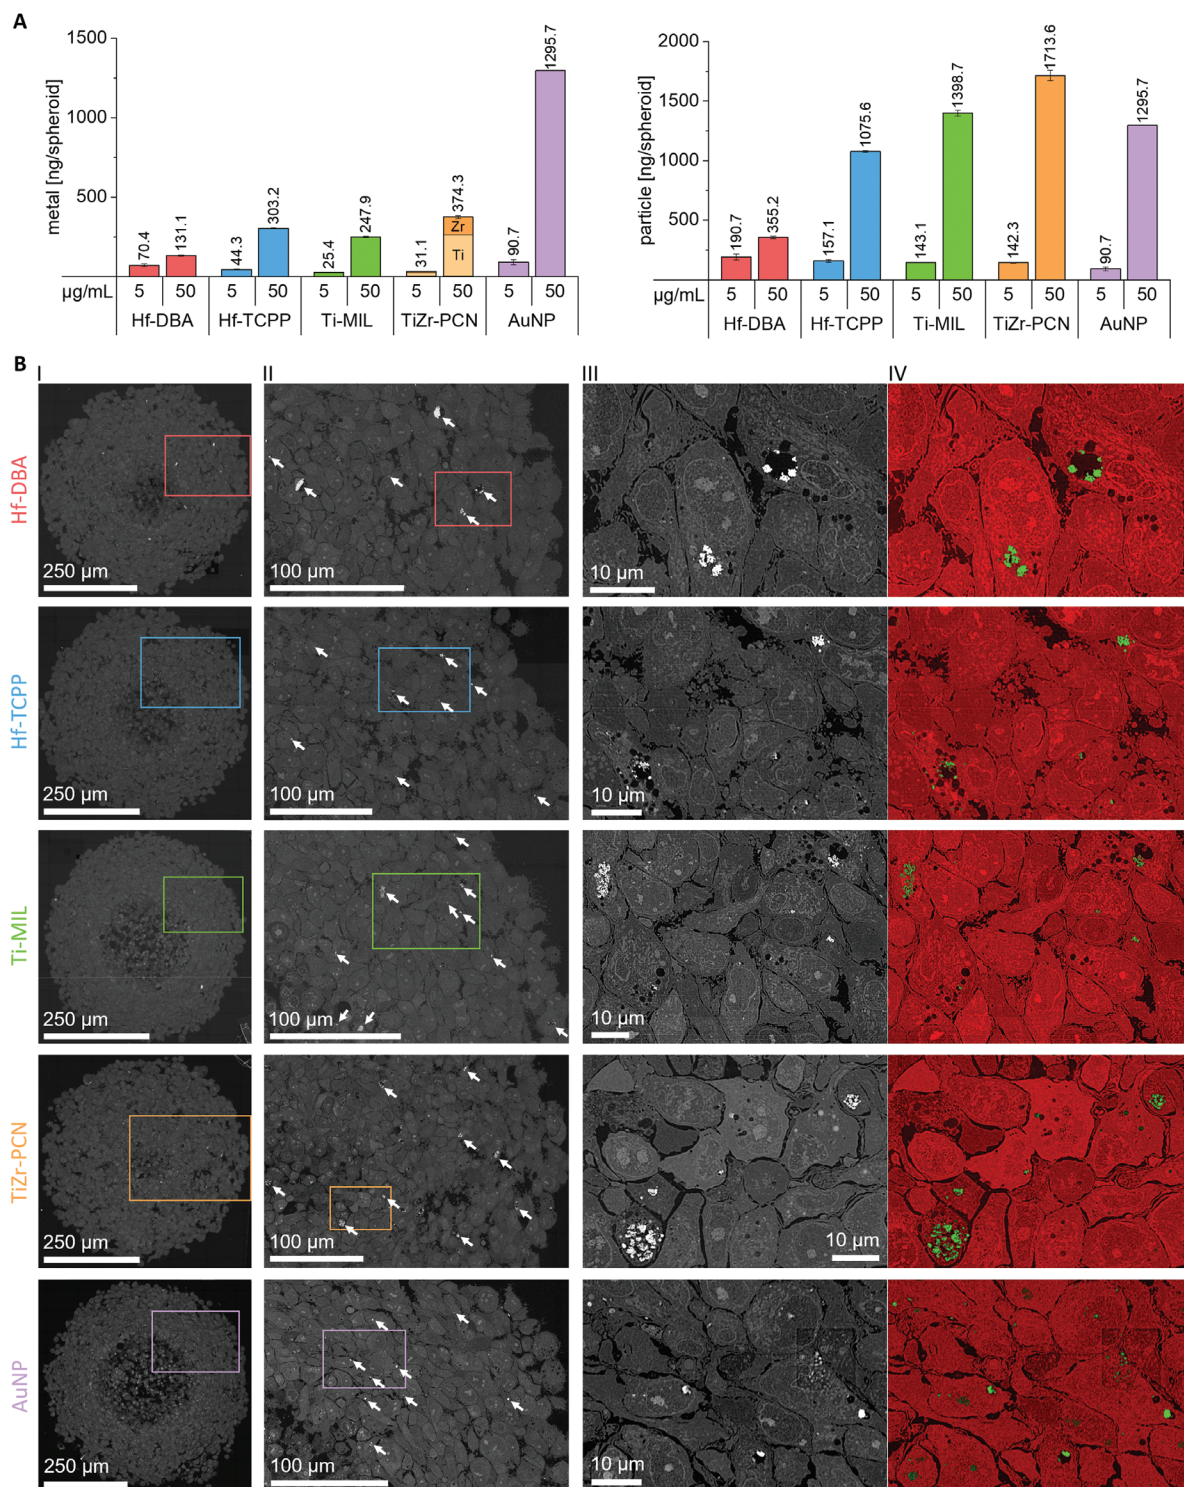 A
metal [ng/spheroid]
1500
1000
500
70.4
131.1
44.3
303.2
25.4
247.9
31.1
374.3
Zr
Ti
90.7
1295.7
µg/mL 5 50 5 50 5 50 5 50 5 50
Hf-DBA Hf-TCPP Ti-MIL TiZr-PCN AuNP
particle [ng/spheroid]
2000
1500
1000
500
190.7
355.2
157.1
1075.6
143.1
1398.7
142.3
1713.6
90.7
1295.7
µg/mL 5 50 5 50 5 50 5 50 5 50
Hf-DBA Hf-TCPP Ti-MIL TiZr-PCN AuNP
B
I II III IV
Hf-DBA
250 µm 100 µm 10 µm
Hf-TCPP
250 µm 100 µm 10 µm
Ti-MIL
250 µm 100 µm 10 µm
TiZr-PCN
250 µm 100 µm 10 µm
AuNP
250 µm 100 µm 10 µm